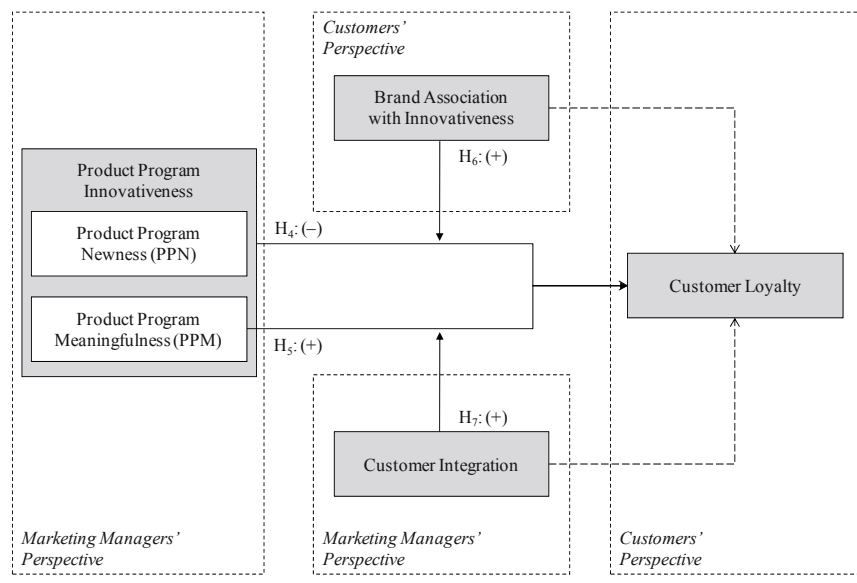 Customers’
Perspective
Brand Association
with Innovativeness
H₆: (+)
Product Program
Innovativeness
Product Program
Newness (PPN)
H₄: (–)
Product Program
Meaningfulness (PPM)
H₅: (+)
Customer Loyalty
H₇: (+)
Customer Integration
Marketing Managers’
Perspective
Marketing Managers’
Perspective
Customers’
Perspective